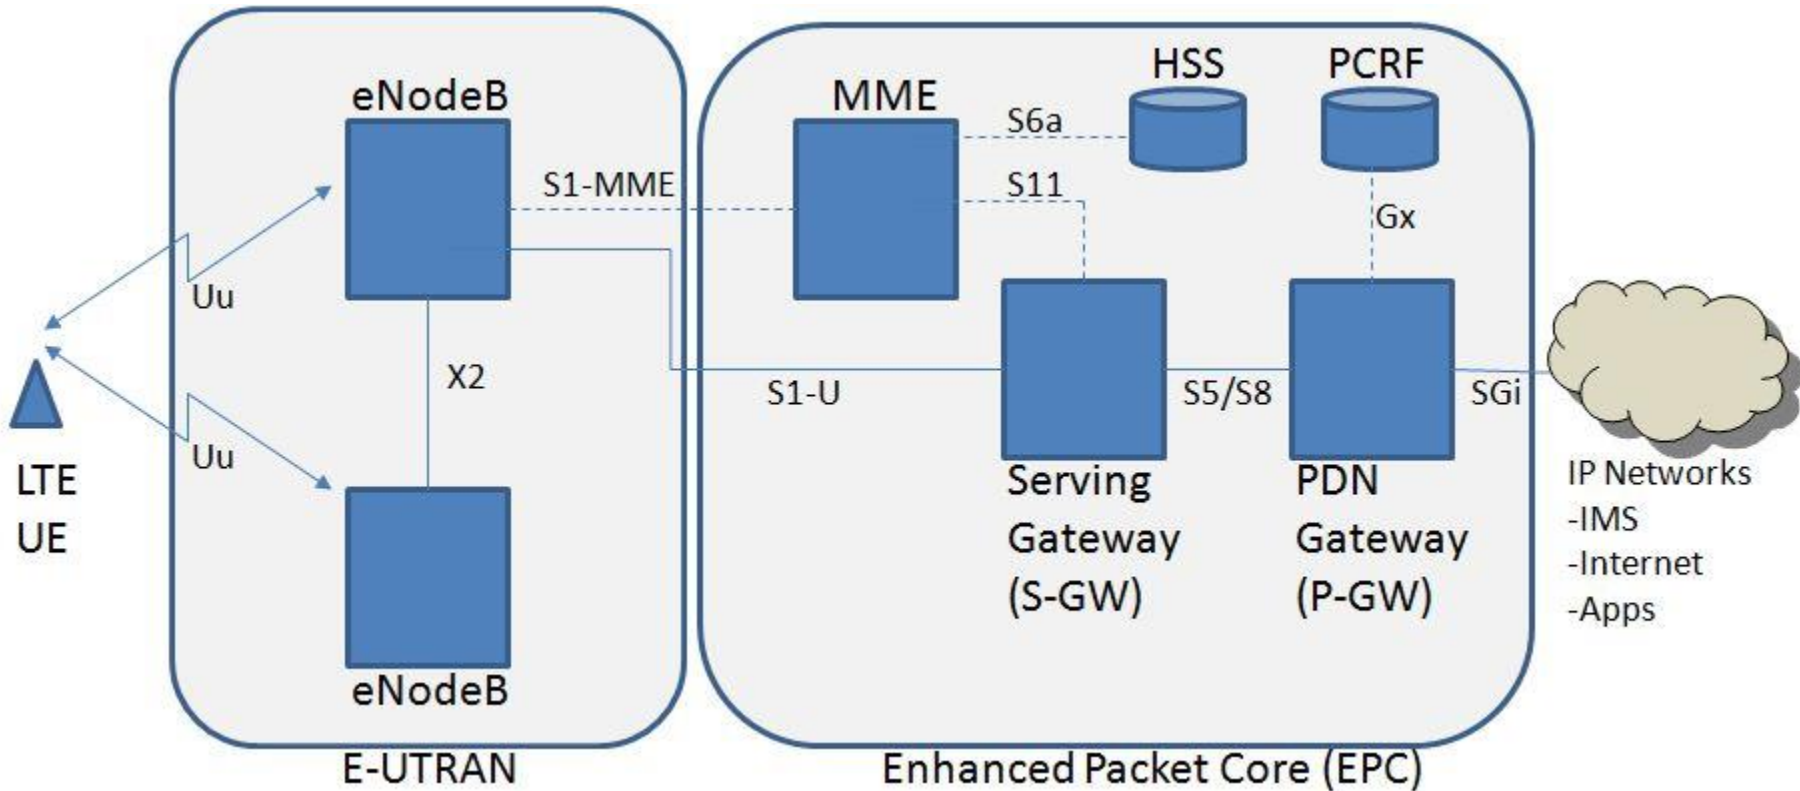 eNodeB
MME
HSS
PCRF
S6a
S1-MME
S11
Gx
Uu
X2
S1-U
S5/S8
SGi
Uu
LTE
UE
Serving
Gateway
(S-GW)
PDN
Gateway
(P-GW)
IP Networks
-IMS
-Internet
-Apps
eNodeB
E-UTRAN
Enhanced Packet Core (EPC)